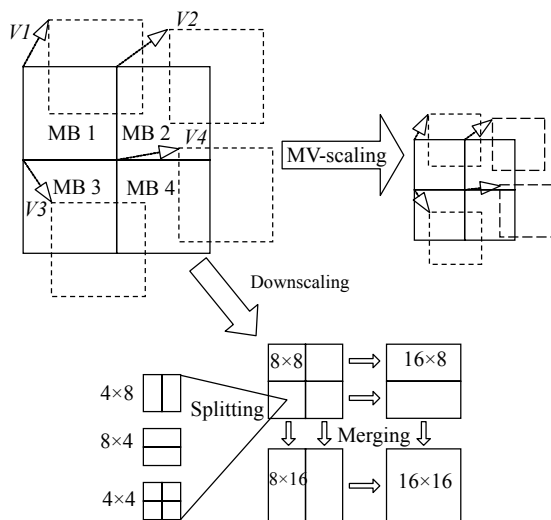 V1
V2
MB 1
MB 2
V4
MV-scaling
MB 3
MB 4
V3
Downscaling
8×8
16×8
4×8
Splitting
8×4
Merging
8×16
16×16
4×4